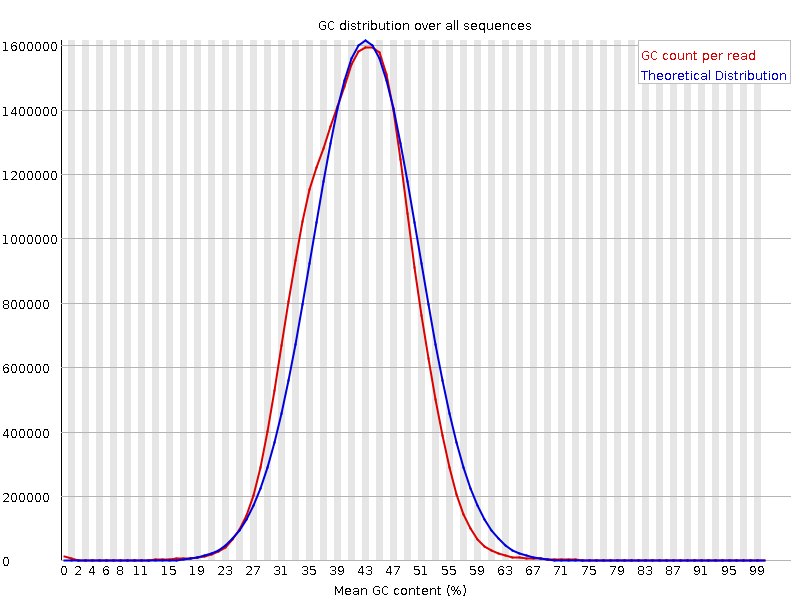 GC distribution over all sequences
GC count per read
Theoretical Distribution
1600000
1400000
1200000
1000000
800000
600000
400000
200000
0
0 2 4 6 8 11 15 19 23 27 31 35 39 43 47 51 55 59 63 67 71 75 79 83 87 91 95 99
Mean GC content (%)